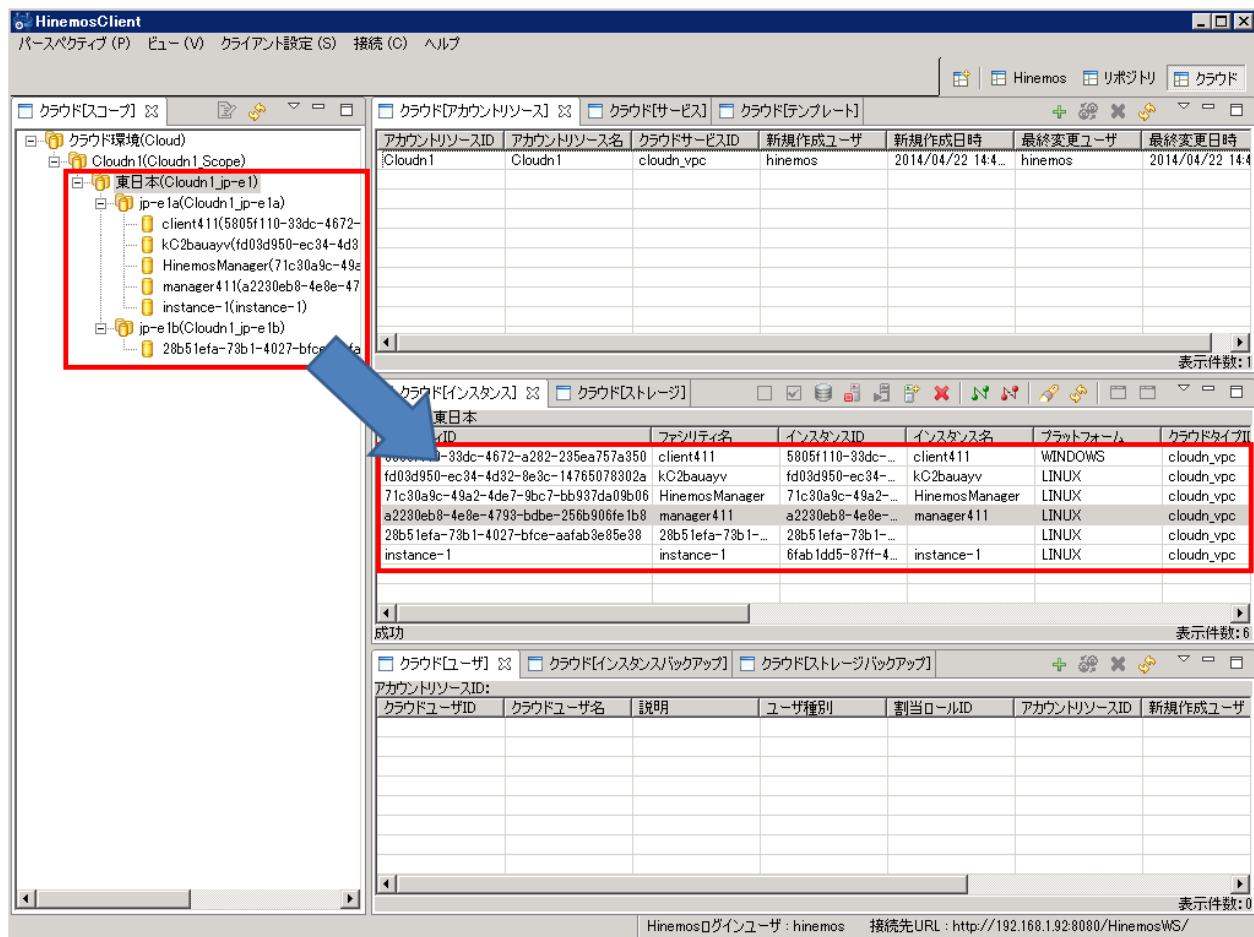 HinemosClient
パースペクティブ (P) ビュー (V) クライアント設定 (S) 接続 (C) ヘルプ
Hinemos リポジトリ クラウド
クラウド[スコープ]
クラウド環境(Cloud)
Cloudn1(Cloudn1_Scope)
東日本(Cloudn1_jp-e1)
jp-e1a(Cloudn1_jp-e1a)
client411(5805f110-33dc-4672-
kC2bauayv(fd03d950-ec34-4d3
HinemosManager(71c30a9c-49a
manager411(a2230eb8-4e8e-47
instance-1(instance-1)
jp-e1b(Cloudn1_jp-e1b)
28b51efa-73b1-4027-bfce
クラウド[アカウントリソース] クラウド[サービス] クラウド[テンプレート]
アカウントリソースID アカウントリソース名 クラウドサービスID 新規作成ユーザ 新規作成日時 最終変更ユーザ 最終変更日時
Cloudn1 Cloudn1 cloudn_vpc hinemos 2014/04/22 14:4... hinemos 2014/04/22 14:4
表示件数:1
クラウド[インスタンス] クラウド[ストレージ]
東日本
ID ファシリティ名 インスタンスID インスタンス名 プラットフォーム クラウドタイプII
5805f110-33dc-4672-a282-235ea757a350 client411 5805f110-33dc-... client411 WINDOWS cloudn_vpc
fd03d950-ec34-4d32-8e3c-14765078302a kC2bauayv fd03d950-ec34-... kC2bauayv LINUX cloudn_vpc
71c30a9c-49a2-4de7-9bc7-bb937da09b06 HinemosManager 71c30a9c-49a2-... HinemosManager LINUX cloudn_vpc
a2230eb8-4e8e-4793-bdbe-256b906fe1b8 manager411 a2230eb8-4e8e-... manager411 LINUX cloudn_vpc
28b51efa-73b1-4027-bfce-aafab3e85e38 28b51efa-73b1-... 28b51efa-73b1-... LINUX cloudn_vpc
instance-1 instance-1 6fab1dd5-87ff-4... instance-1 LINUX cloudn_vpc
成功 表示件数:6
クラウド[ユーザ] クラウド[インスタンスバックアップ] クラウド[ストレージバックアップ]
アカウントリソースID:
クラウドユーザID クラウドユーザ名 説明 ユーザ種別 割当ロールID アカウントリソースID 新規作成ユーザ
表示件数:0
Hinemosログインユーザ : hinemos 接続先URL : http://192.168.1.92:8080/HinemosWS/